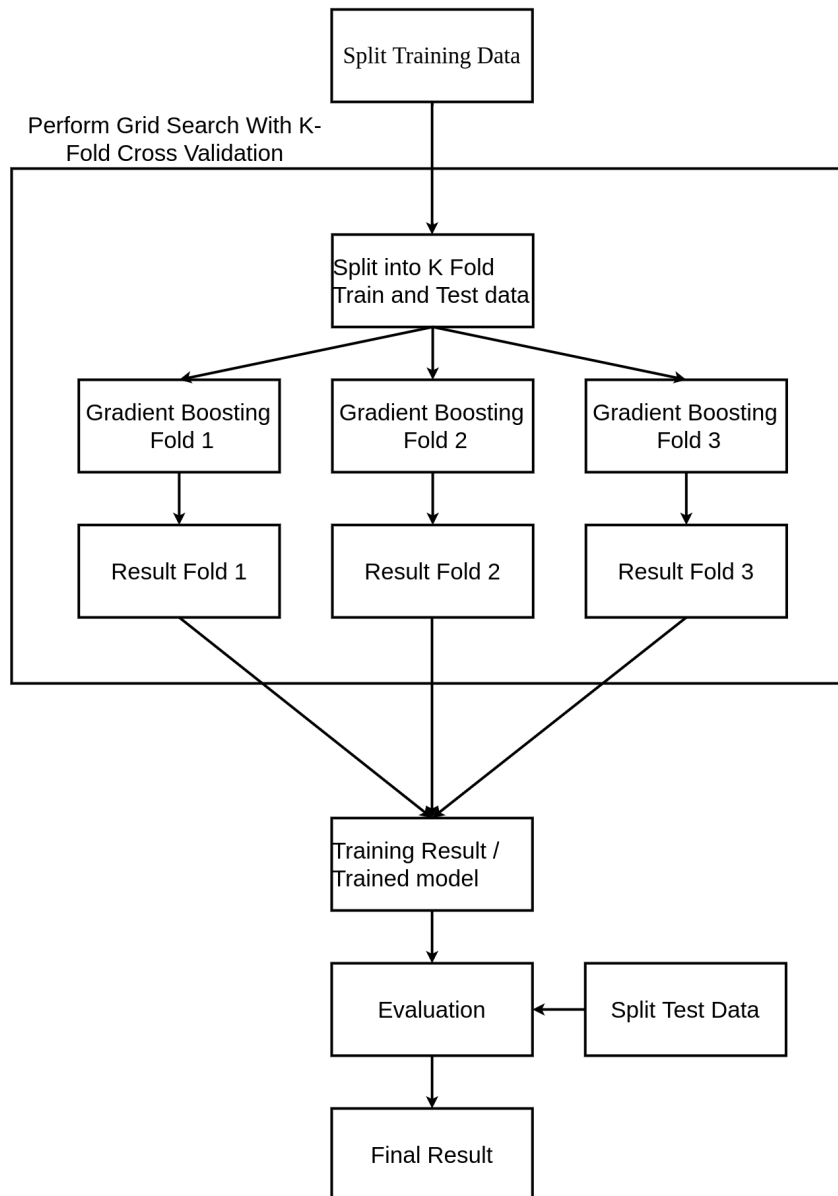 Split Training Data
Perform Grid Search With K-
Fold Cross Validation
Split into K Fold
Train and Test data
Gradient Boosting
Fold 1
Gradient Boosting
Fold 2
Gradient Boosting
Fold 3
Result Fold 1
Result Fold 2
Result Fold 3
Training Result /
Trained model
Evaluation
Split Test Data
Final Result